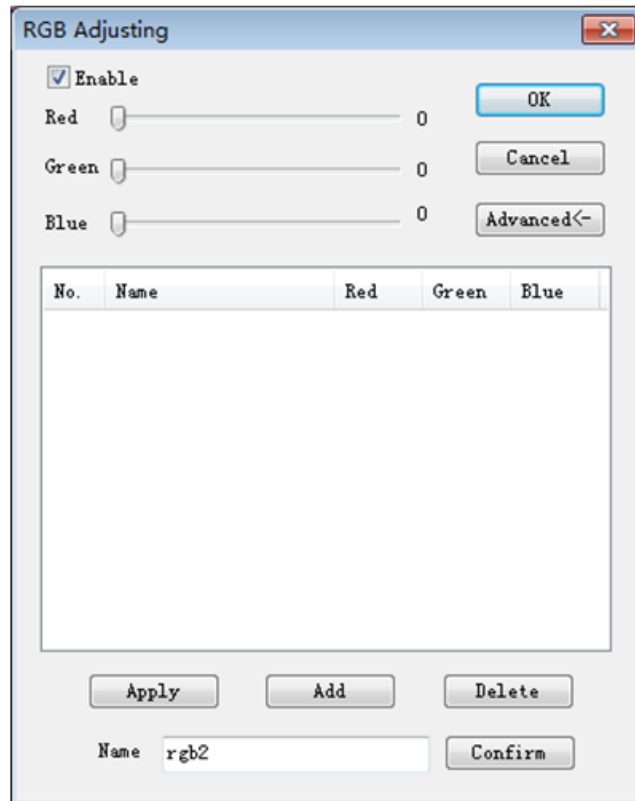 RGB Adjusting
Enable
Red 0
OK
Green 0
Cancel
Blue 0
Advanced<-
No. Name Red Green Blue
Apply Add Delete
Name rgb2 Confirm